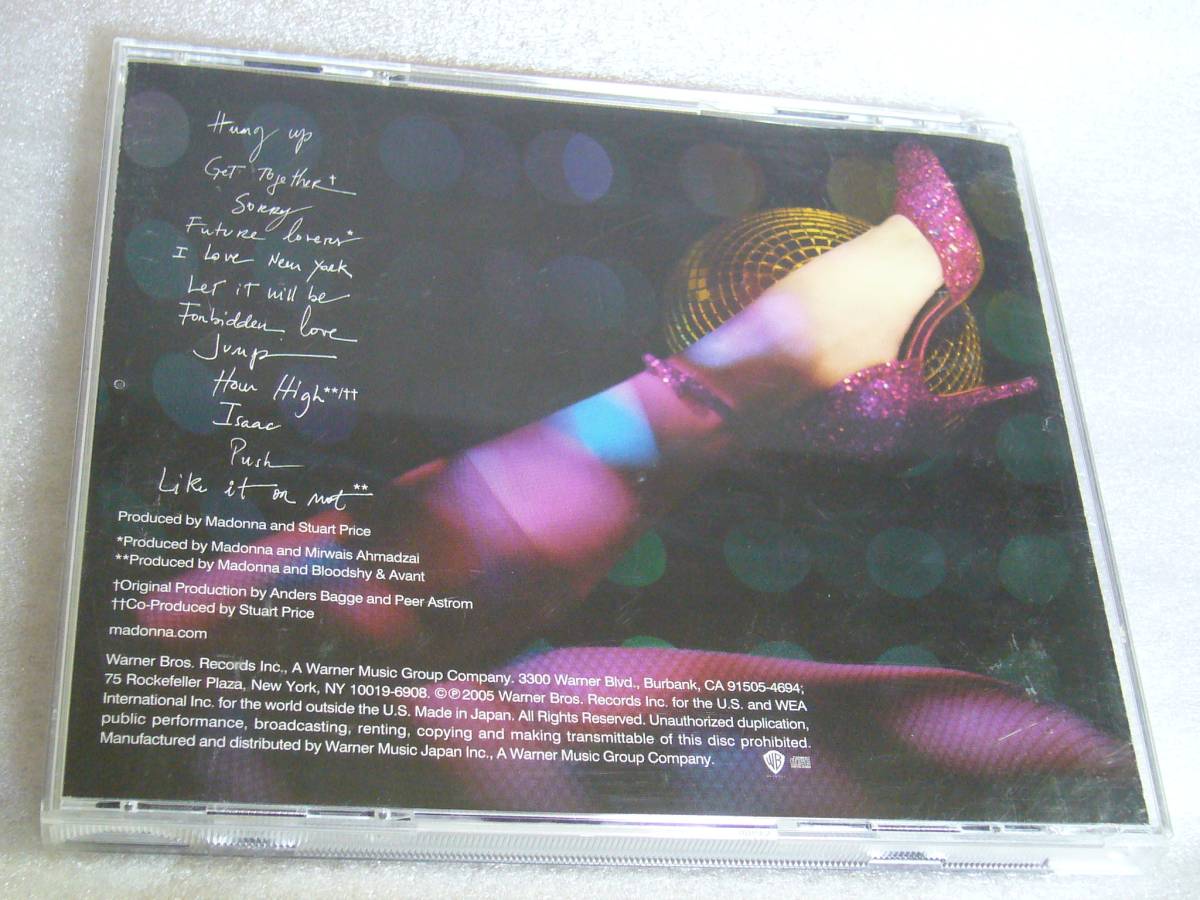 Hung up
Get Together†
Sorry
Future lovers*
I Love New York
Let it will be
Forbidden love
Jump
How High**/††
Isaac
Push
Like it or not**
Produced by Madonna and Stuart Price
*Produced by Madonna and Mirwais Ahmadzai
**Produced by Madonna and Bloodshy & Avant
†Original Production by Anders Bagge and Peer Astrom
††Co-Produced by Stuart Price
madonna.com
Warner Bros. Records Inc., A Warner Music Group Company. 3300 Warner Blvd., Burbank, CA 91505-4694;
75 Rockefeller Plaza, New York, NY 10019-6908. ©℗2005 Warner Bros. Records Inc. for the U.S. and WEA
International Inc. for the world outside the U.S. Made in Japan. All Rights Reserved. Unauthorized duplication,
public performance, broadcasting, renting, copying and making transmittable of this disc prohibited.
Manufactured and distributed by Warner Music Japan Inc., A Warner Music Group Company.
WB